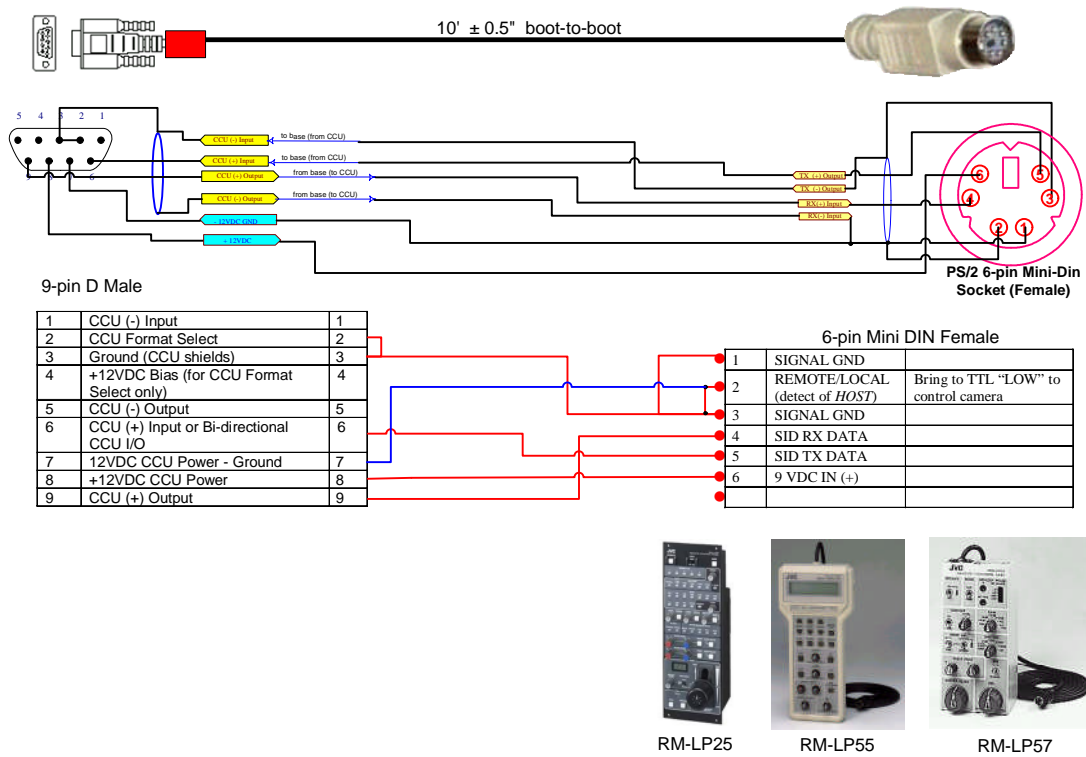 10' ± 0.5" boot-to-boot
5 4 3 2 1
CCU (-) Input
to base (from CCU)
CCU (+) Input
to base (from CCU)
CCU (+) Output
from base (to CCU)
CCU (-) Output
from base (to CCU)
- 12VDC GND
+ 12VDC
9 6
TX (+) Output
TX (-) Output
RX(+) Input
RX(-) Input
6 5
4 3
2 1
PS/2 6-pin Mini-Din
Socket (Female)
9-pin D Male
1 CCU (-) Input 1
2 CCU Format Select 2
3 Ground (CCU shields) 3
4 +12VDC Bias (for CCU Format 4
Select only)
5 CCU (-) Output 5
6 CCU (+) Input or Bi-directional 6
CCU I/O
7 12VDC CCU Power - Ground 7
8 +12VDC CCU Power 8
9 CCU (+) Output 9
6-pin Mini DIN Female
1 SIGNAL GND
2 REMOTE/LOCAL Bring to TTL “LOW” to
(detect of HOST) control camera
3 SIGNAL GND
4 SID RX DATA
5 SID TX DATA
6 9 VDC IN (+)
JVC
JVC
RM-LP25 RM-LP55 RM-LP57